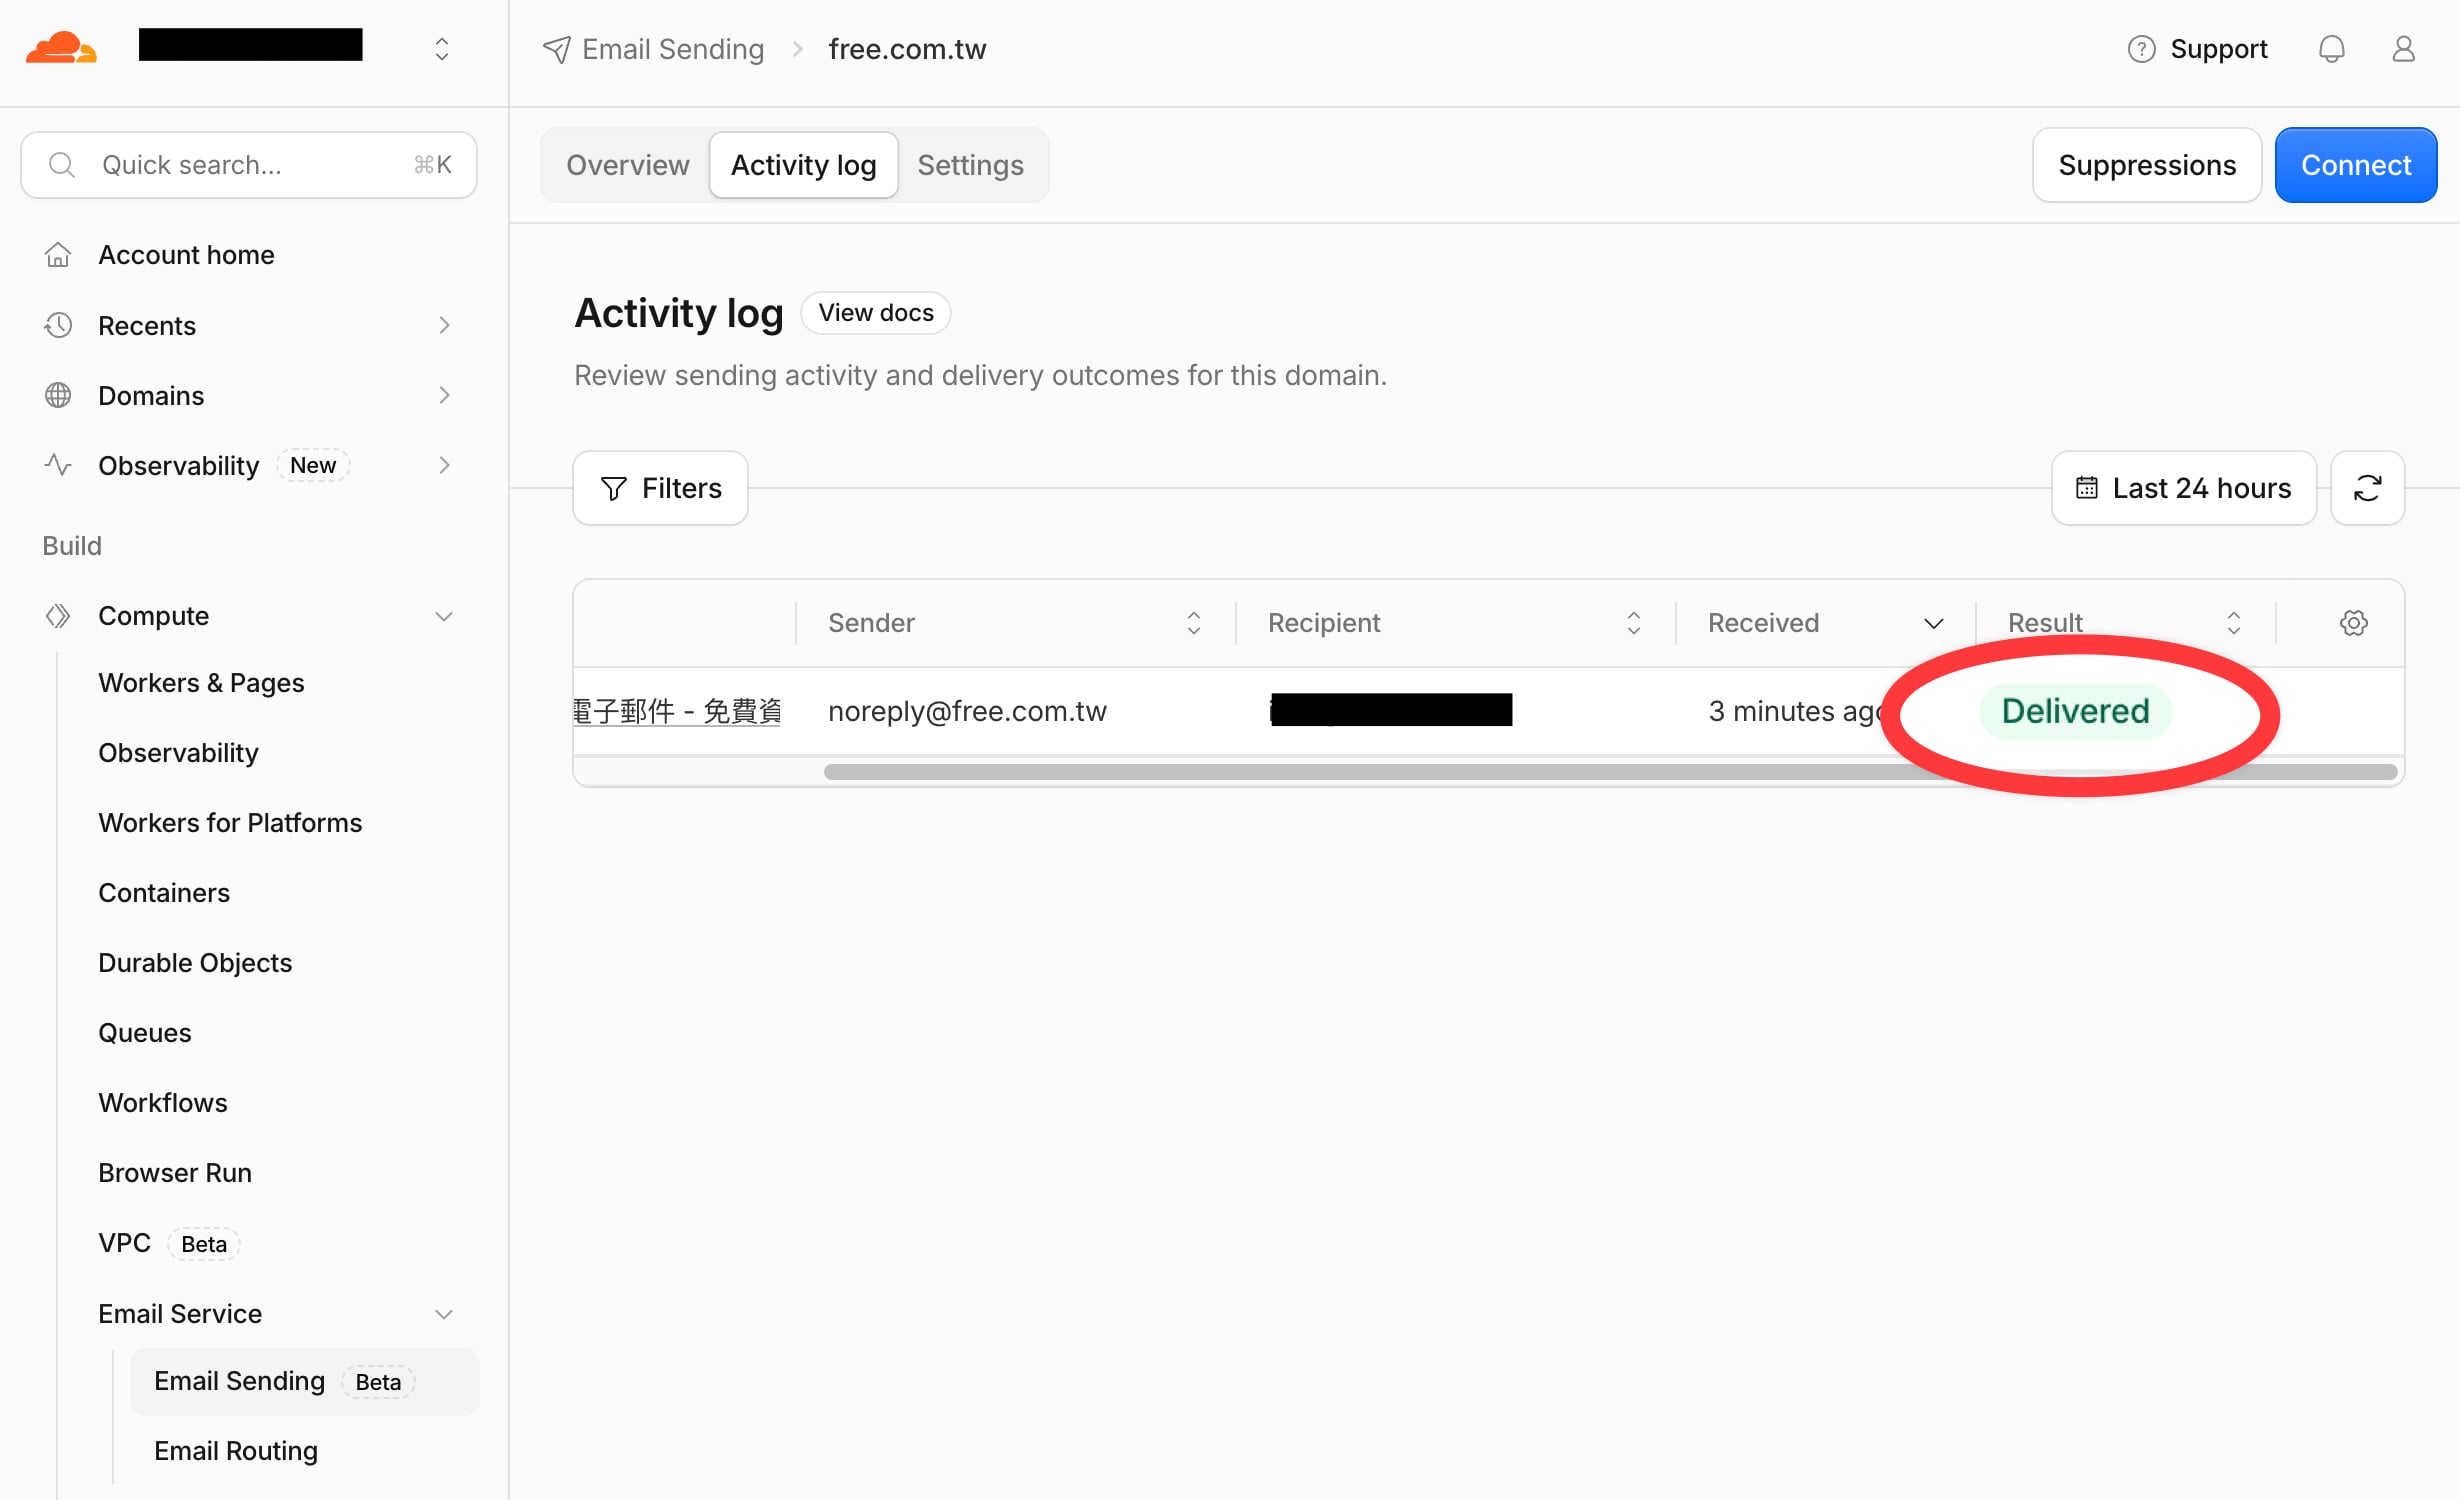 Email Sending > free.com.tw
Support
Quick search... ⌘K
Overview Activity log Settings
Suppressions Connect
Account home
Recents
Domains
Observability New
Build
Compute
Workers & Pages
Observability
Workers for Platforms
Containers
Durable Objects
Queues
Workflows
Browser Run
VPC Beta
Email Service
Email Sending Beta
Email Routing
Activity log View docs
Review sending activity and delivery outcomes for this domain.
Filters
Last 24 hours
Sender Recipient Received Result
電子郵件 - 免費資 noreply@free.com.tw 3 minutes ago Delivered